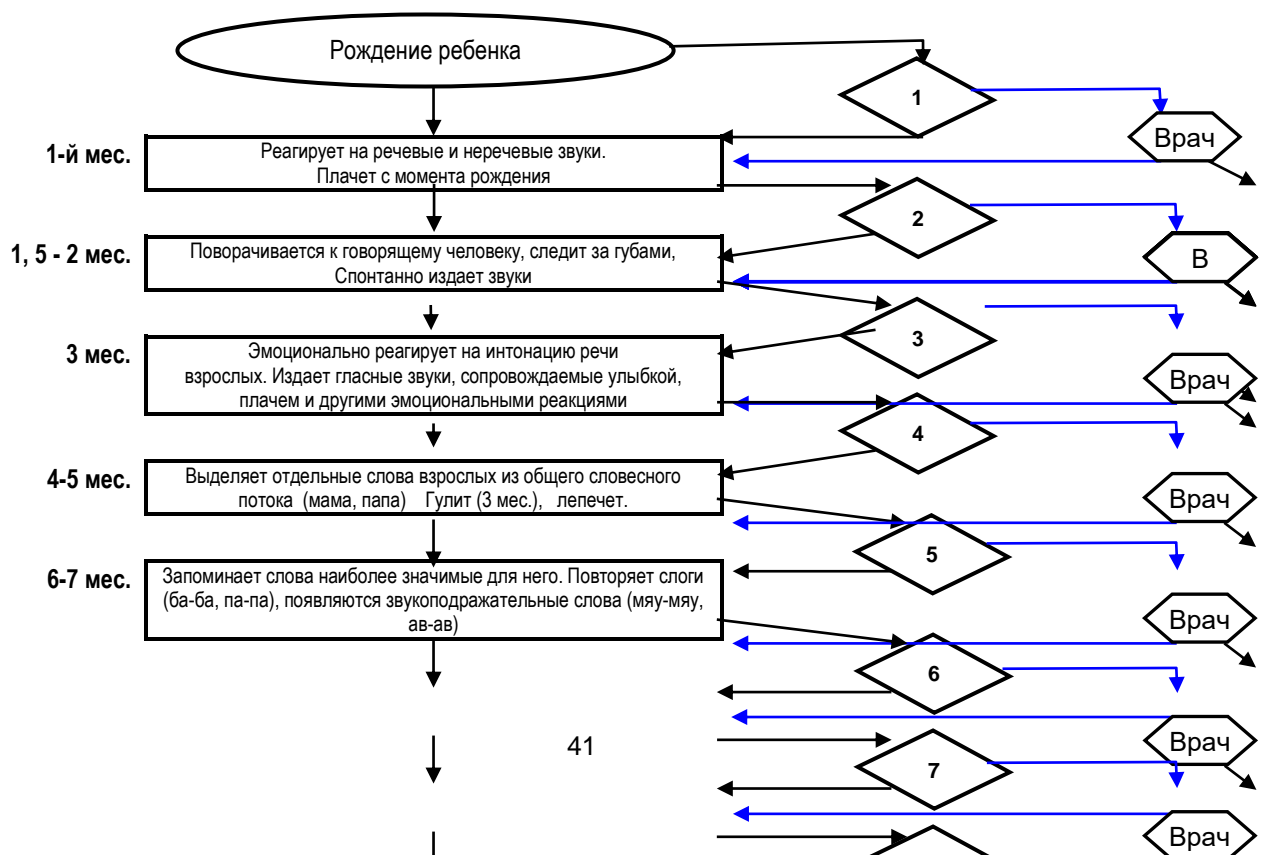 Рождение ребенка
1
Врач
1-й мес.
Реагирует на речевые и неречевые звуки.
Плачет с момента рождения
2
1, 5 - 2 мес.
Поворачивается к говорящему человеку, следит за губами,
Спонтанно издает звуки
В
3
3 мес.
Эмоционально реагирует на интонацию речи
взрослых. Издает гласные звуки, сопровождаемые улыбкой,
плачем и другими эмоциональными реакциями
Врач
4
4-5 мес.
Выделяет отдельные слова взрослых из общего словесного
потока (мама, папа) Гулит (3 мес.), лепечет.
Врач
5
6-7 мес.
Запоминает слова наиболее значимые для него. Повторяет слоги
(ба-ба, па-па), появляются звукоподражательные слова (мяу-мяу,
ав-ав)
Врач
6
41
Врач
7
Врач